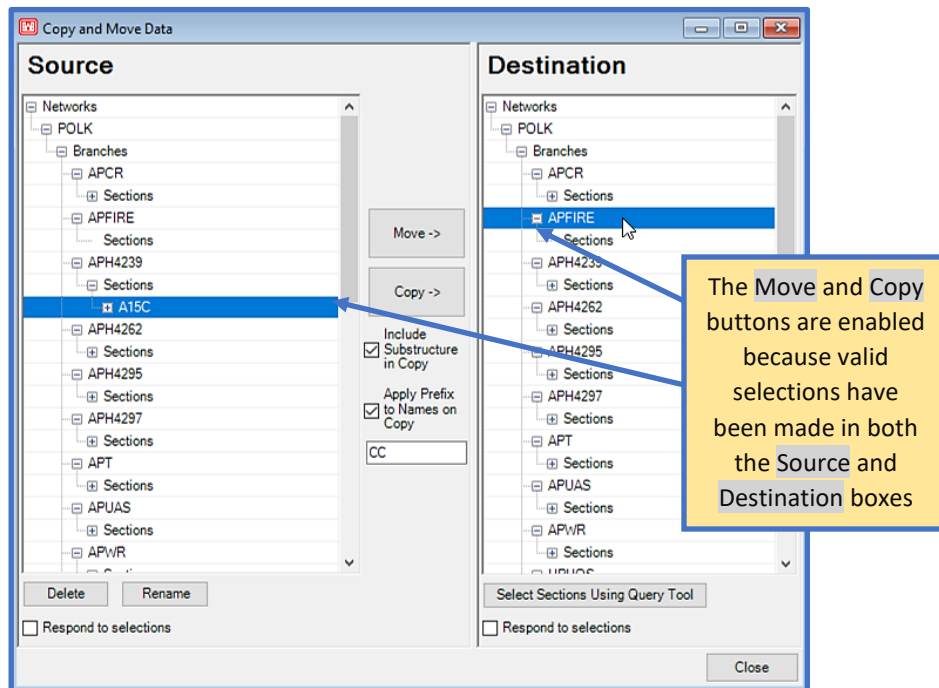 Copy and Move Data
Source
Networks
POLK
Branches
APCR
Sections
APFIRE
Sections
APH4239
Sections
A15C
APH4262
Sections
APH4295
Sections
APH4297
Sections
APT
Sections
APUAS
Sections
APWR
Delete
Rename
Respond to selections
Move ->
Copy ->
Include
Substructure
in Copy
Apply Prefix
to Names on
Copy
CC
Destination
Networks
POLK
Branches
APCR
Sections
APFIRE
Sections
APH4239
Sections
APH4262
Sections
APH4295
Sections
APH4297
Sections
APT
Sections
APUAS
Sections
APWR
Sections
Select Sections Using Query Tool
Respond to selections
Close
The Move and Copy
buttons are enabled
because valid
selections have
been made in both
the Source and
Destination boxes